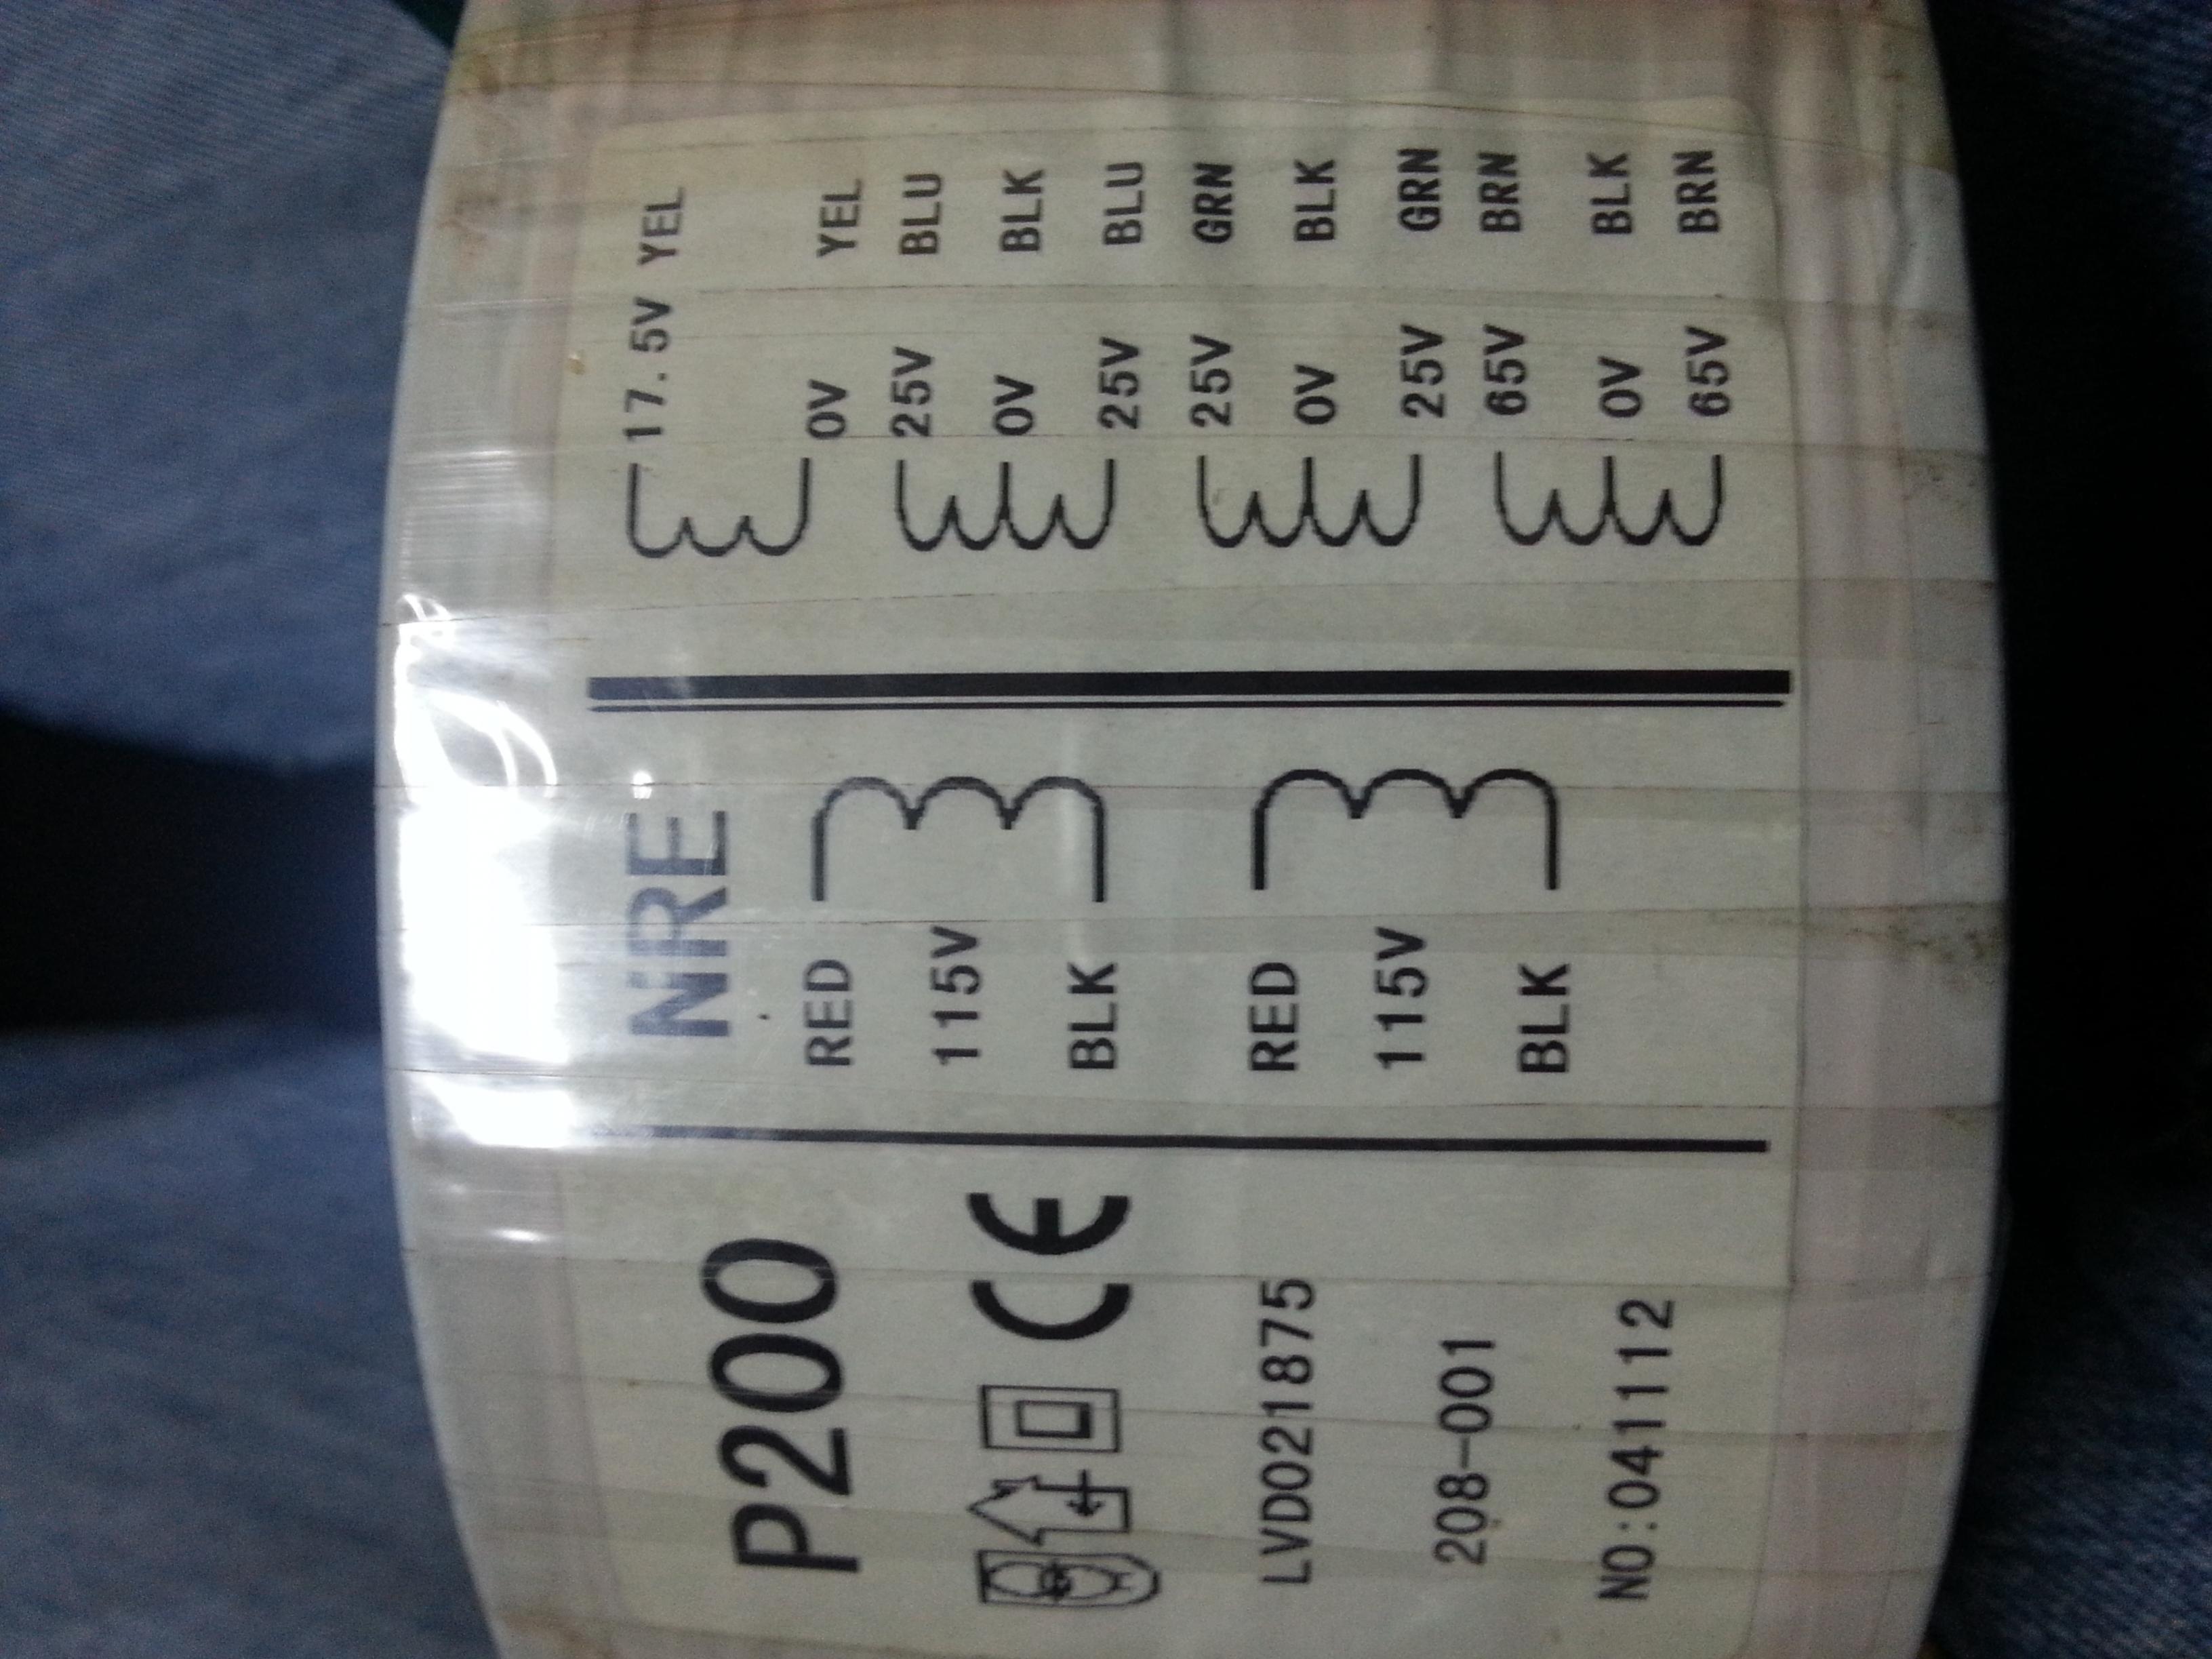 P200
CE
LVD021875
208-001
NO:041112
NRE
RED
115V
BLK
RED
115V
BLK
17.5V YEL
0V YEL
25V BLU
0V BLK
25V BLU
25V GRN
0V BLK
25V GRN
65V BRN
0V BLK
65V BRN